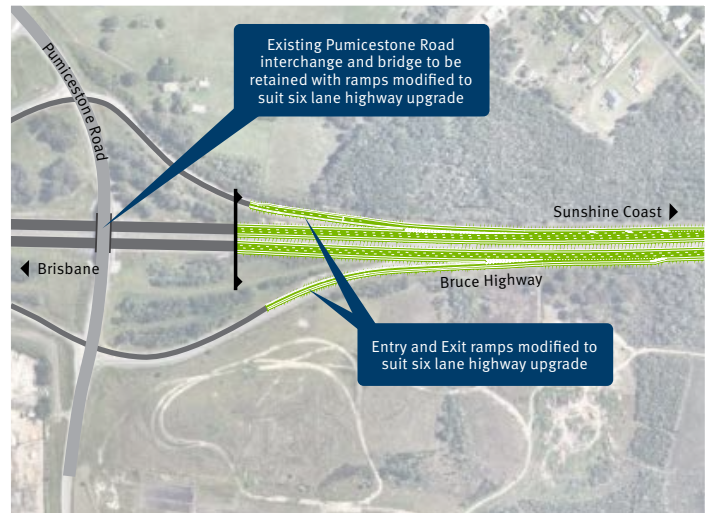 Existing Pumicestone Road
interchange and bridge to be
retained with ramps modified to
suit six lane highway upgrade
Pumicestone Road
Sunshine Coast
Brisbane
Bruce Highway
Entry and Exit ramps modified to
suit six lane highway upgrade